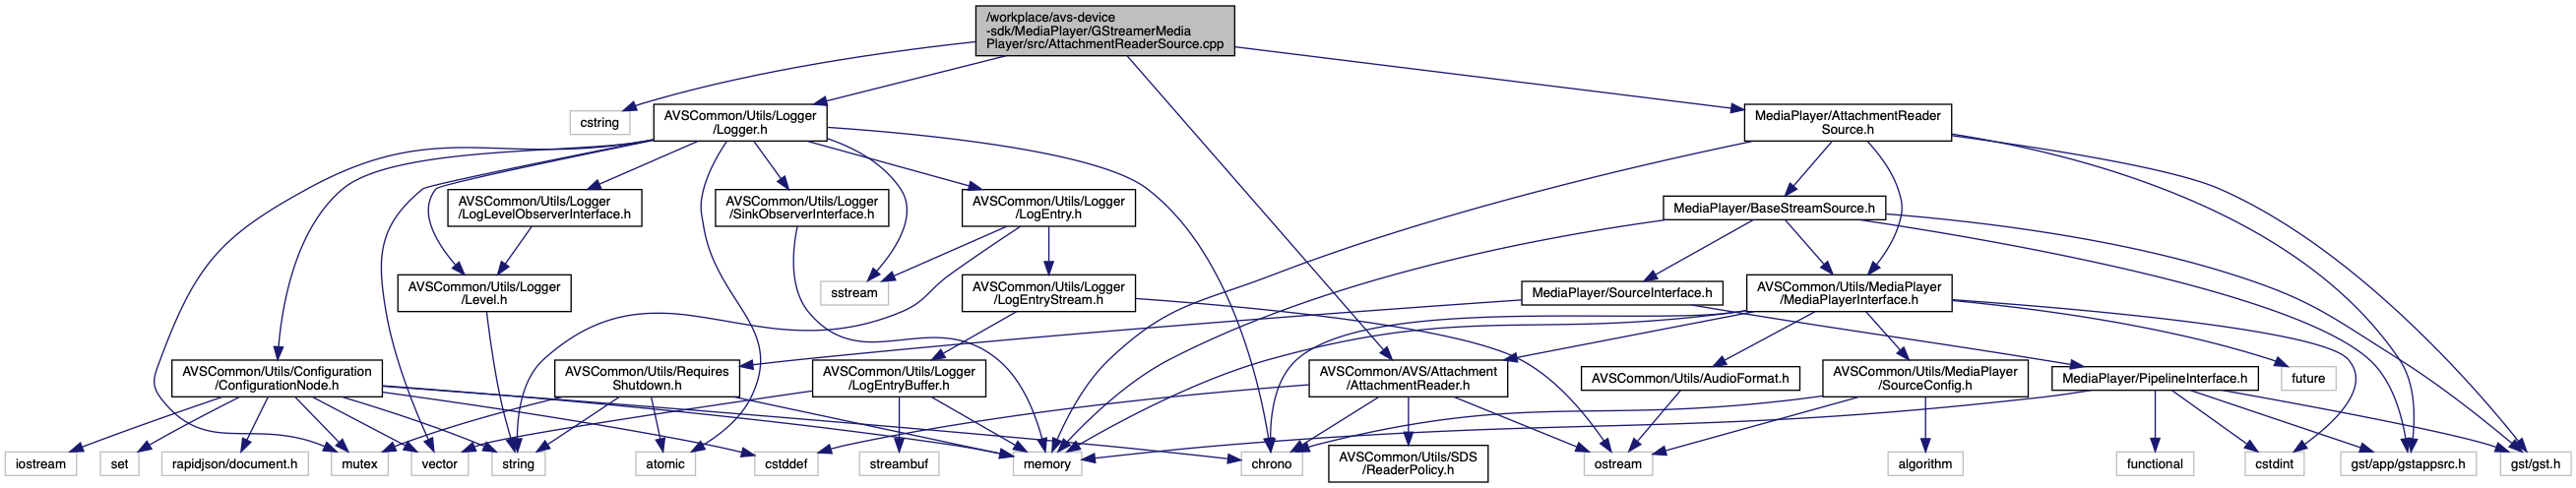 /workplace/avs-device
-sdk/MediaPlayer/GStreamerMedia
Player/src/AttachmentReaderSource.cpp
cstring
AVSCommon/Utils/Logger
/Logger.h
MediaPlayer/AttachmentReader
Source.h
AVSCommon/Utils/Logger
/LogLevelObserverInterface.h
AVSCommon/Utils/Logger
/SinkObserverInterface.h
AVSCommon/Utils/Logger
/LogEntry.h
MediaPlayer/BaseStreamSource.h
AVSCommon/Utils/Logger
/Level.h
sstream
AVSCommon/Utils/Logger
/LogEntryStream.h
MediaPlayer/SourceInterface.h
AVSCommon/Utils/MediaPlayer
/MediaPlayerInterface.h
AVSCommon/Utils/Configuration
/ConfigurationNode.h
AVSCommon/Utils/Requires
Shutdown.h
AVSCommon/Utils/Logger
/LogEntryBuffer.h
AVSCommon/AVS/Attachment
/AttachmentReader.h
AVSCommon/Utils/AudioFormat.h
AVSCommon/Utils/MediaPlayer
/SourceConfig.h
MediaPlayer/PipelineInterface.h
future
iostream
set
rapidjson/document.h
mutex
vector
string
atomic
cstddef
streambuf
memory
chrono
AVSCommon/Utils/SDS
/ReaderPolicy.h
ostream
algorithm
functional
cstdint
gst/app/gstappsrc.h
gst/gst.h